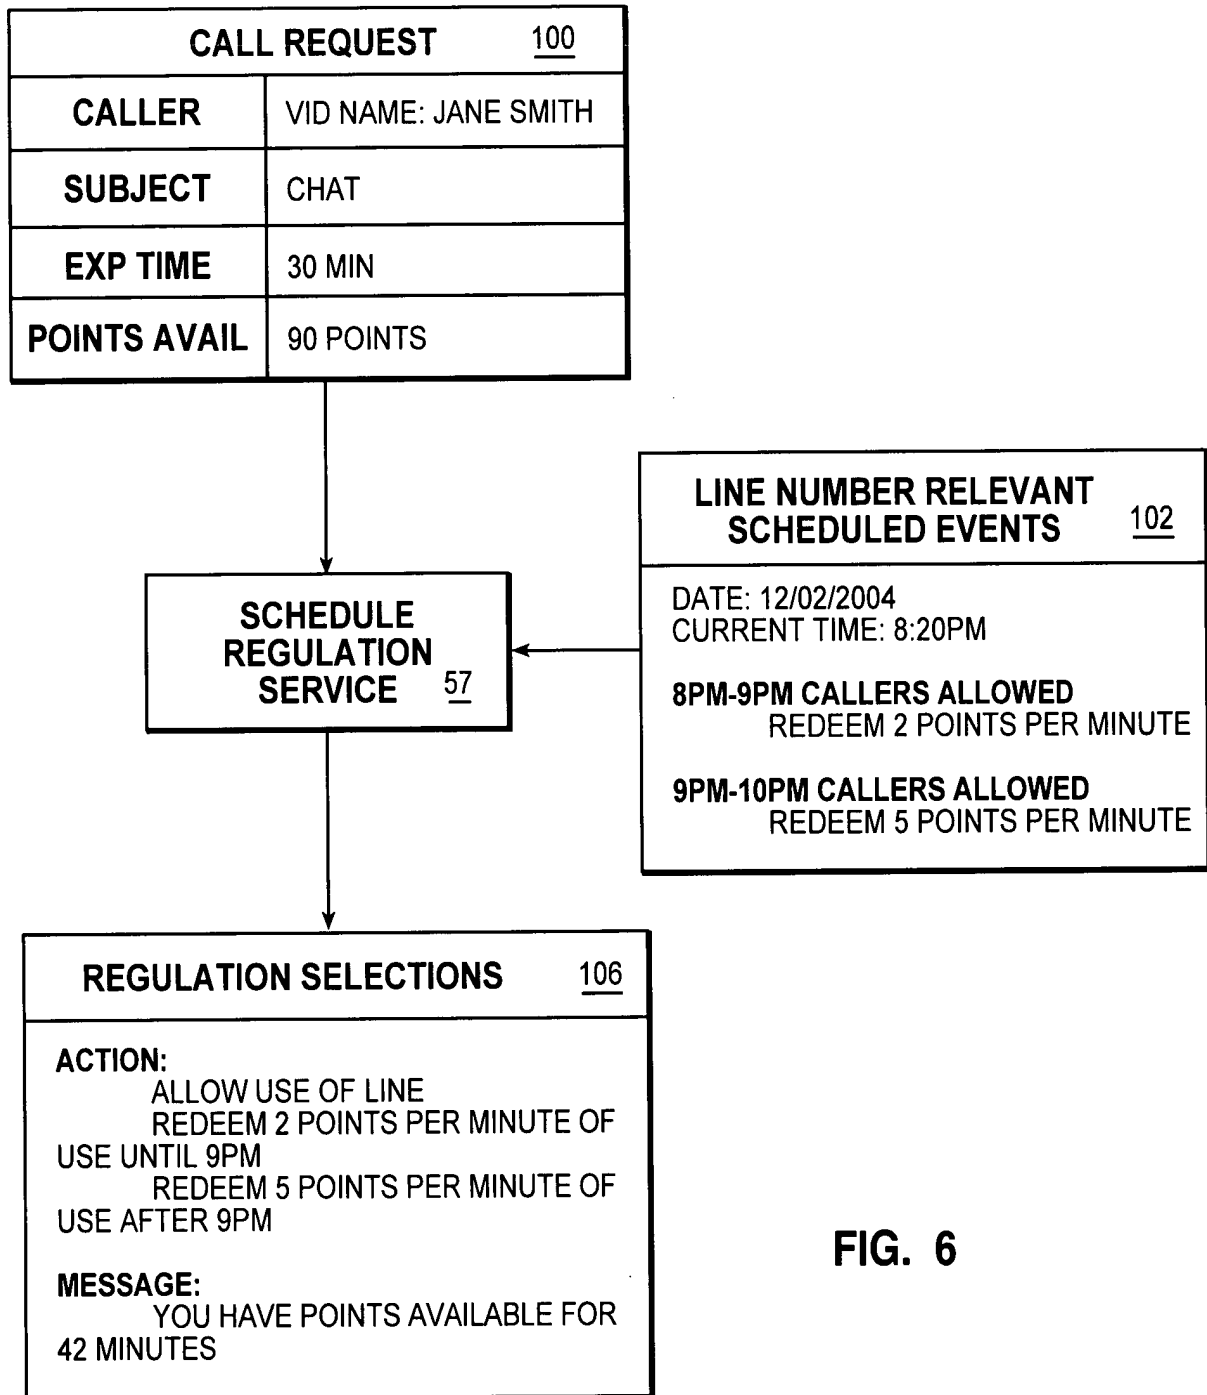 CALL REQUEST 100
CALLER VID NAME: JANE SMITH
SUBJECT CHAT
EXP TIME 30 MIN
POINTS AVAIL 90 POINTS
LINE NUMBER RELEVANT
SCHEDULED EVENTS 102
DATE: 12/02/2004
CURRENT TIME: 8:20PM
8PM-9PM CALLERS ALLOWED
REDEEM 2 POINTS PER MINUTE
9PM-10PM CALLERS ALLOWED
REDEEM 5 POINTS PER MINUTE
SCHEDULE
REGULATION
SERVICE 57
REGULATION SELECTIONS 106
ACTION:
ALLOW USE OF LINE
REDEEM 2 POINTS PER MINUTE OF
USE UNTIL 9PM
REDEEM 5 POINTS PER MINUTE OF
USE AFTER 9PM
MESSAGE:
YOU HAVE POINTS AVAILABLE FOR
42 MINUTES
FIG. 6